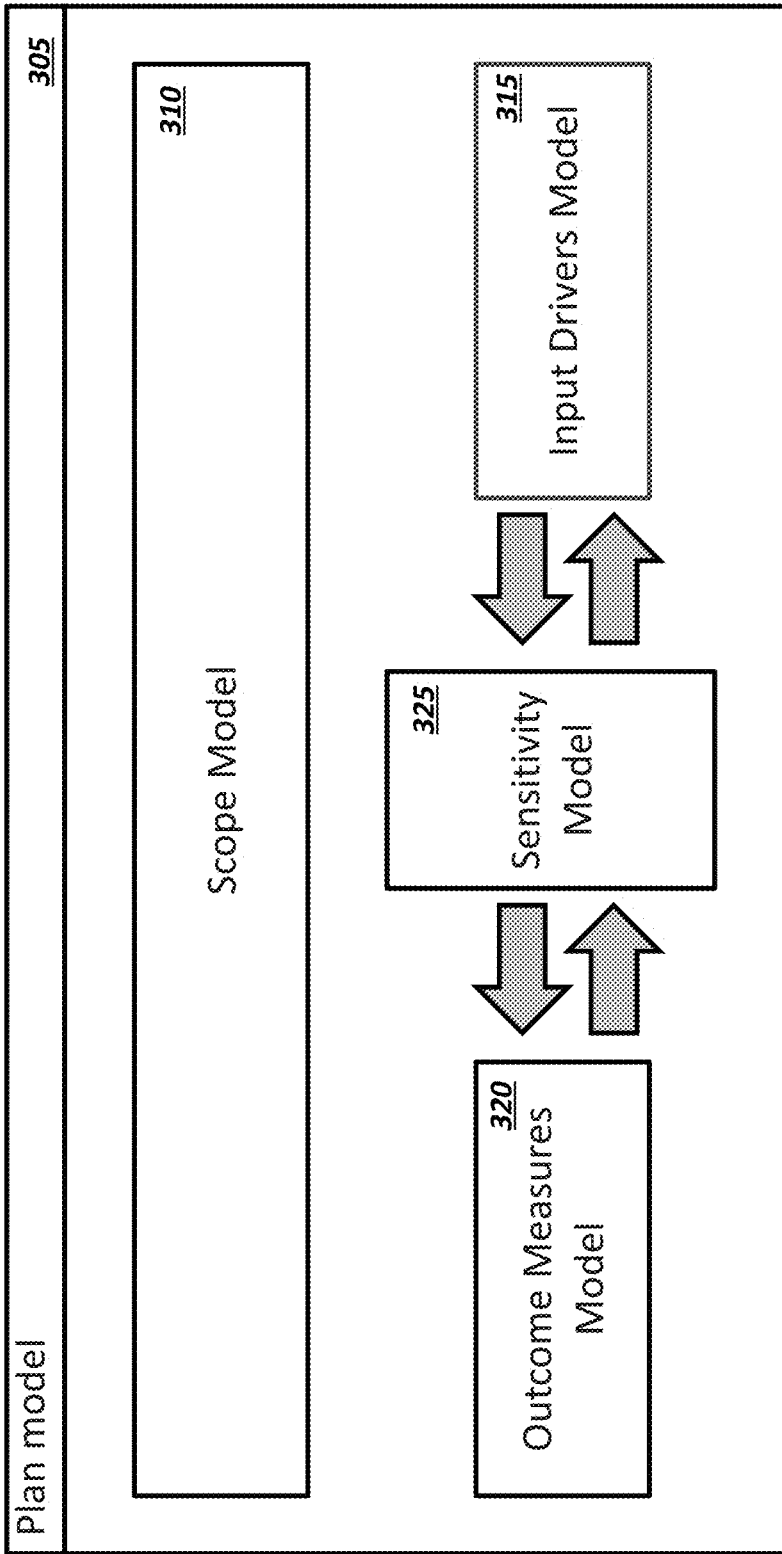 Plan model
305
310
Scope Model
320
Outcome Measures
Model
325
Sensitivity
Model
315
Input Drivers Model